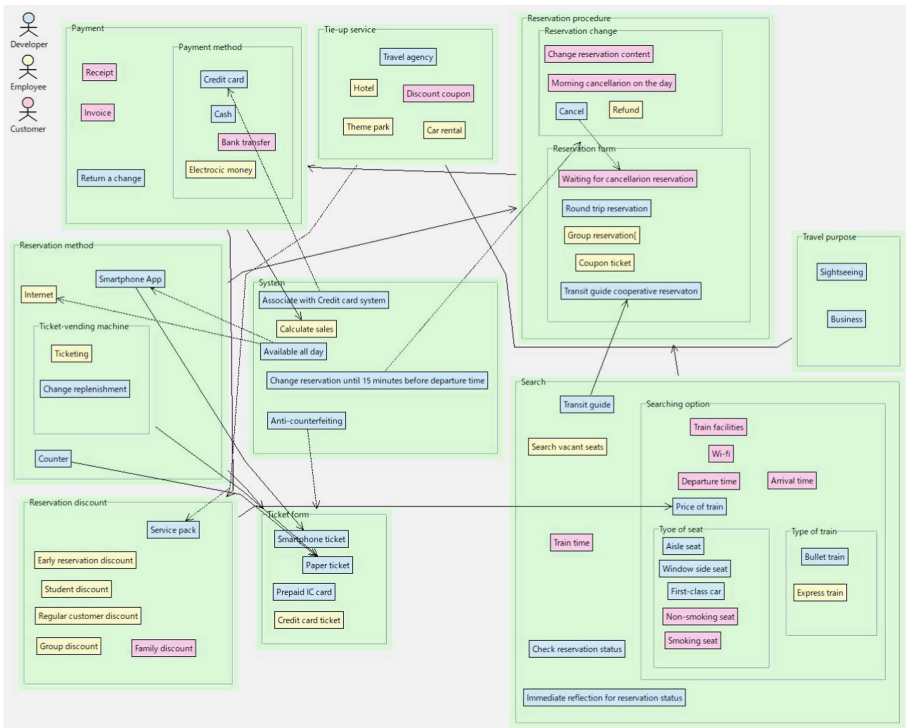 Developer
Employee
Customer
Payment
Receipt
Invoice
Return a change
Payment method
Credit card
Cash
Bank transfer
Electrocic money
Tie-up service
Travel agency
Hotel
Discount coupon
Theme park
Car rental
Reservation procedure
Reservation change
Change reservation content
Morning cancellarion on the day
Cancel
Refund
Reservation form
Waiting for cancellarion reservation
Round trip reservation
Group reservation[
Coupon ticket
Transit guide cooperative reservaton
Travel purpose
Sightseeing
Business
Reservation method
Smartphone App
Internet
Ticket-vending machine
Ticketing
Change replenishment
Counter
System
Associate with Credit card system
Calculate sales
Available all day
Change reservation until 15 minutes before departure time
Anti-counterfeiting
Search
Transit guide
Search vacant seats
Train time
Check reservation status
Immediate reflection for reservation status
Searching option
Train facilities
Wi-fi
Departure time
Arrival time
Price of train
Tyoe of seat
Aisle seat
Window side seat
First-class car
Non-smoking seat
Smoking seat
Type of train
Bullet train
Express train
Reservation discount
Service pack
Early reservation discount
Student discount
Regular customer discount
Group discount
Family discount
Ticket form
Smartphone ticket
Paper ticket
Prepaid IC card
Credit card ticket